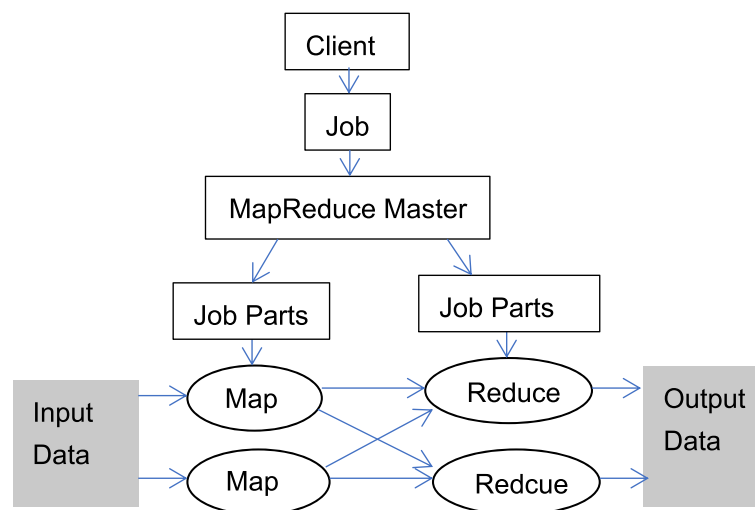 Client
Job
MapReduce Master
Job Parts
Job Parts
Input
Data
Map
Reduce
Output
Data
Map
Redcue